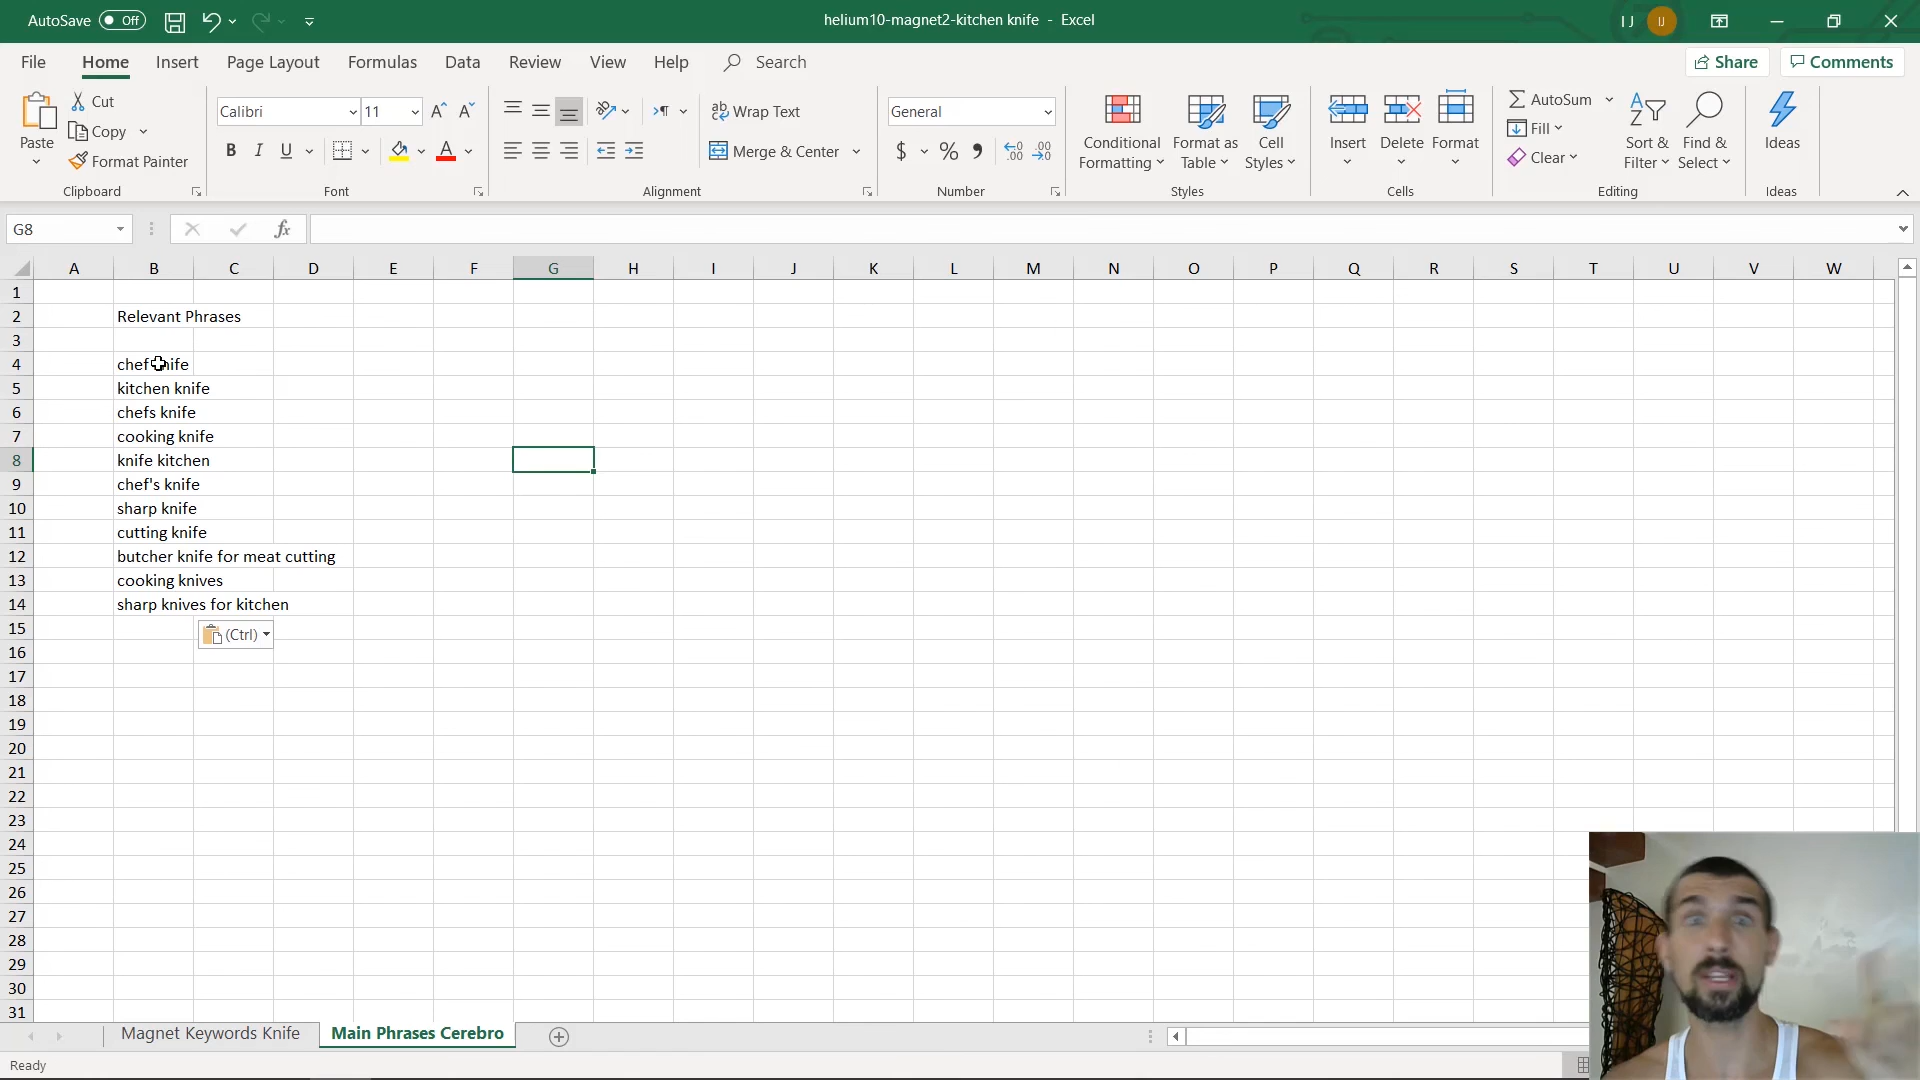 AutoSave Off helium10-magnet2-kitchen knife - Excel I J IJ
File Home Insert Page Layout Formulas Data Review View Help Search Share Comments
Paste Cut Copy Format Painter Clipboard
Calibri 11 B I U A Font
Wrap Text Merge & Center Alignment
General $ % Number
Conditional Formatting Format as Table Cell Styles Styles
Insert Delete Format Cells
AutoSum Fill Clear Sort & Filter Find & Select Editing
Ideas Ideas
G8 fx
A B C D E F G H I J K L M N O P Q R S T U V W
1
2 Relevant Phrases
3
4 chef knife
5 kitchen knife
6 chefs knife
7 cooking knife
8 knife kitchen
9 chef's knife
10 sharp knife
11 cutting knife
12 butcher knife for meat cutting
13 cooking knives
14 sharp knives for kitchen
15 (Ctrl)
16
17
18
19
20
21
22
23
24
25
26
27
28
29
30
31
Magnet Keywords Knife Main Phrases Cerebro
Ready